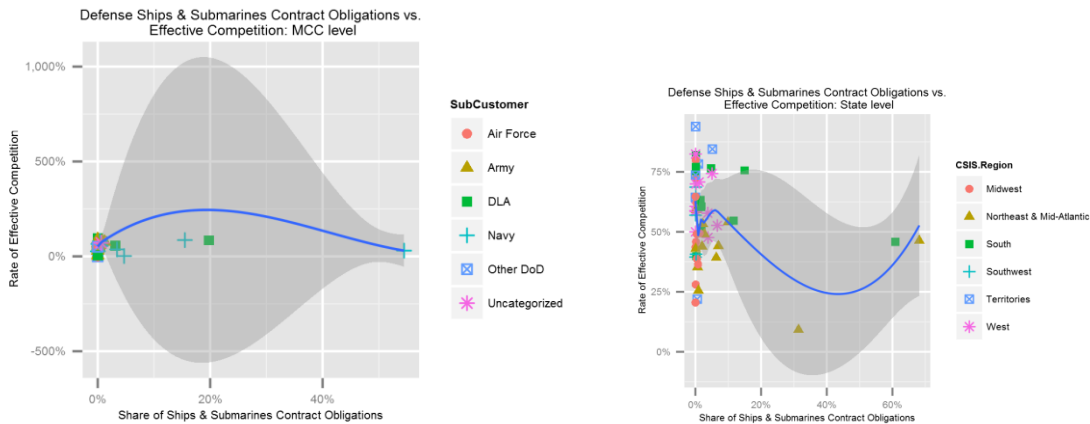 Defense Ships & Submarines Contract Obligations vs.
Effective Competition: MCC level
1,000%
500%
0%
-500%
Rate of Effective Competition
0%
20%
40%
Share of Ships & Submarines Contract Obligations
SubCustomer
Air Force
Army
DLA
Navy
Other DoD
Uncategorized
Defense Ships & Submarines Contract Obligations vs.
Effective Competition: State level
75%
50%
25%
0%
Rate of Effective Competition
0%
20%
40%
60%
Share of Ships & Submarines Contract Obligations
CSIS.Region
Midwest
Northeast & Mid-Atlantic
South
Southwest
Territories
West